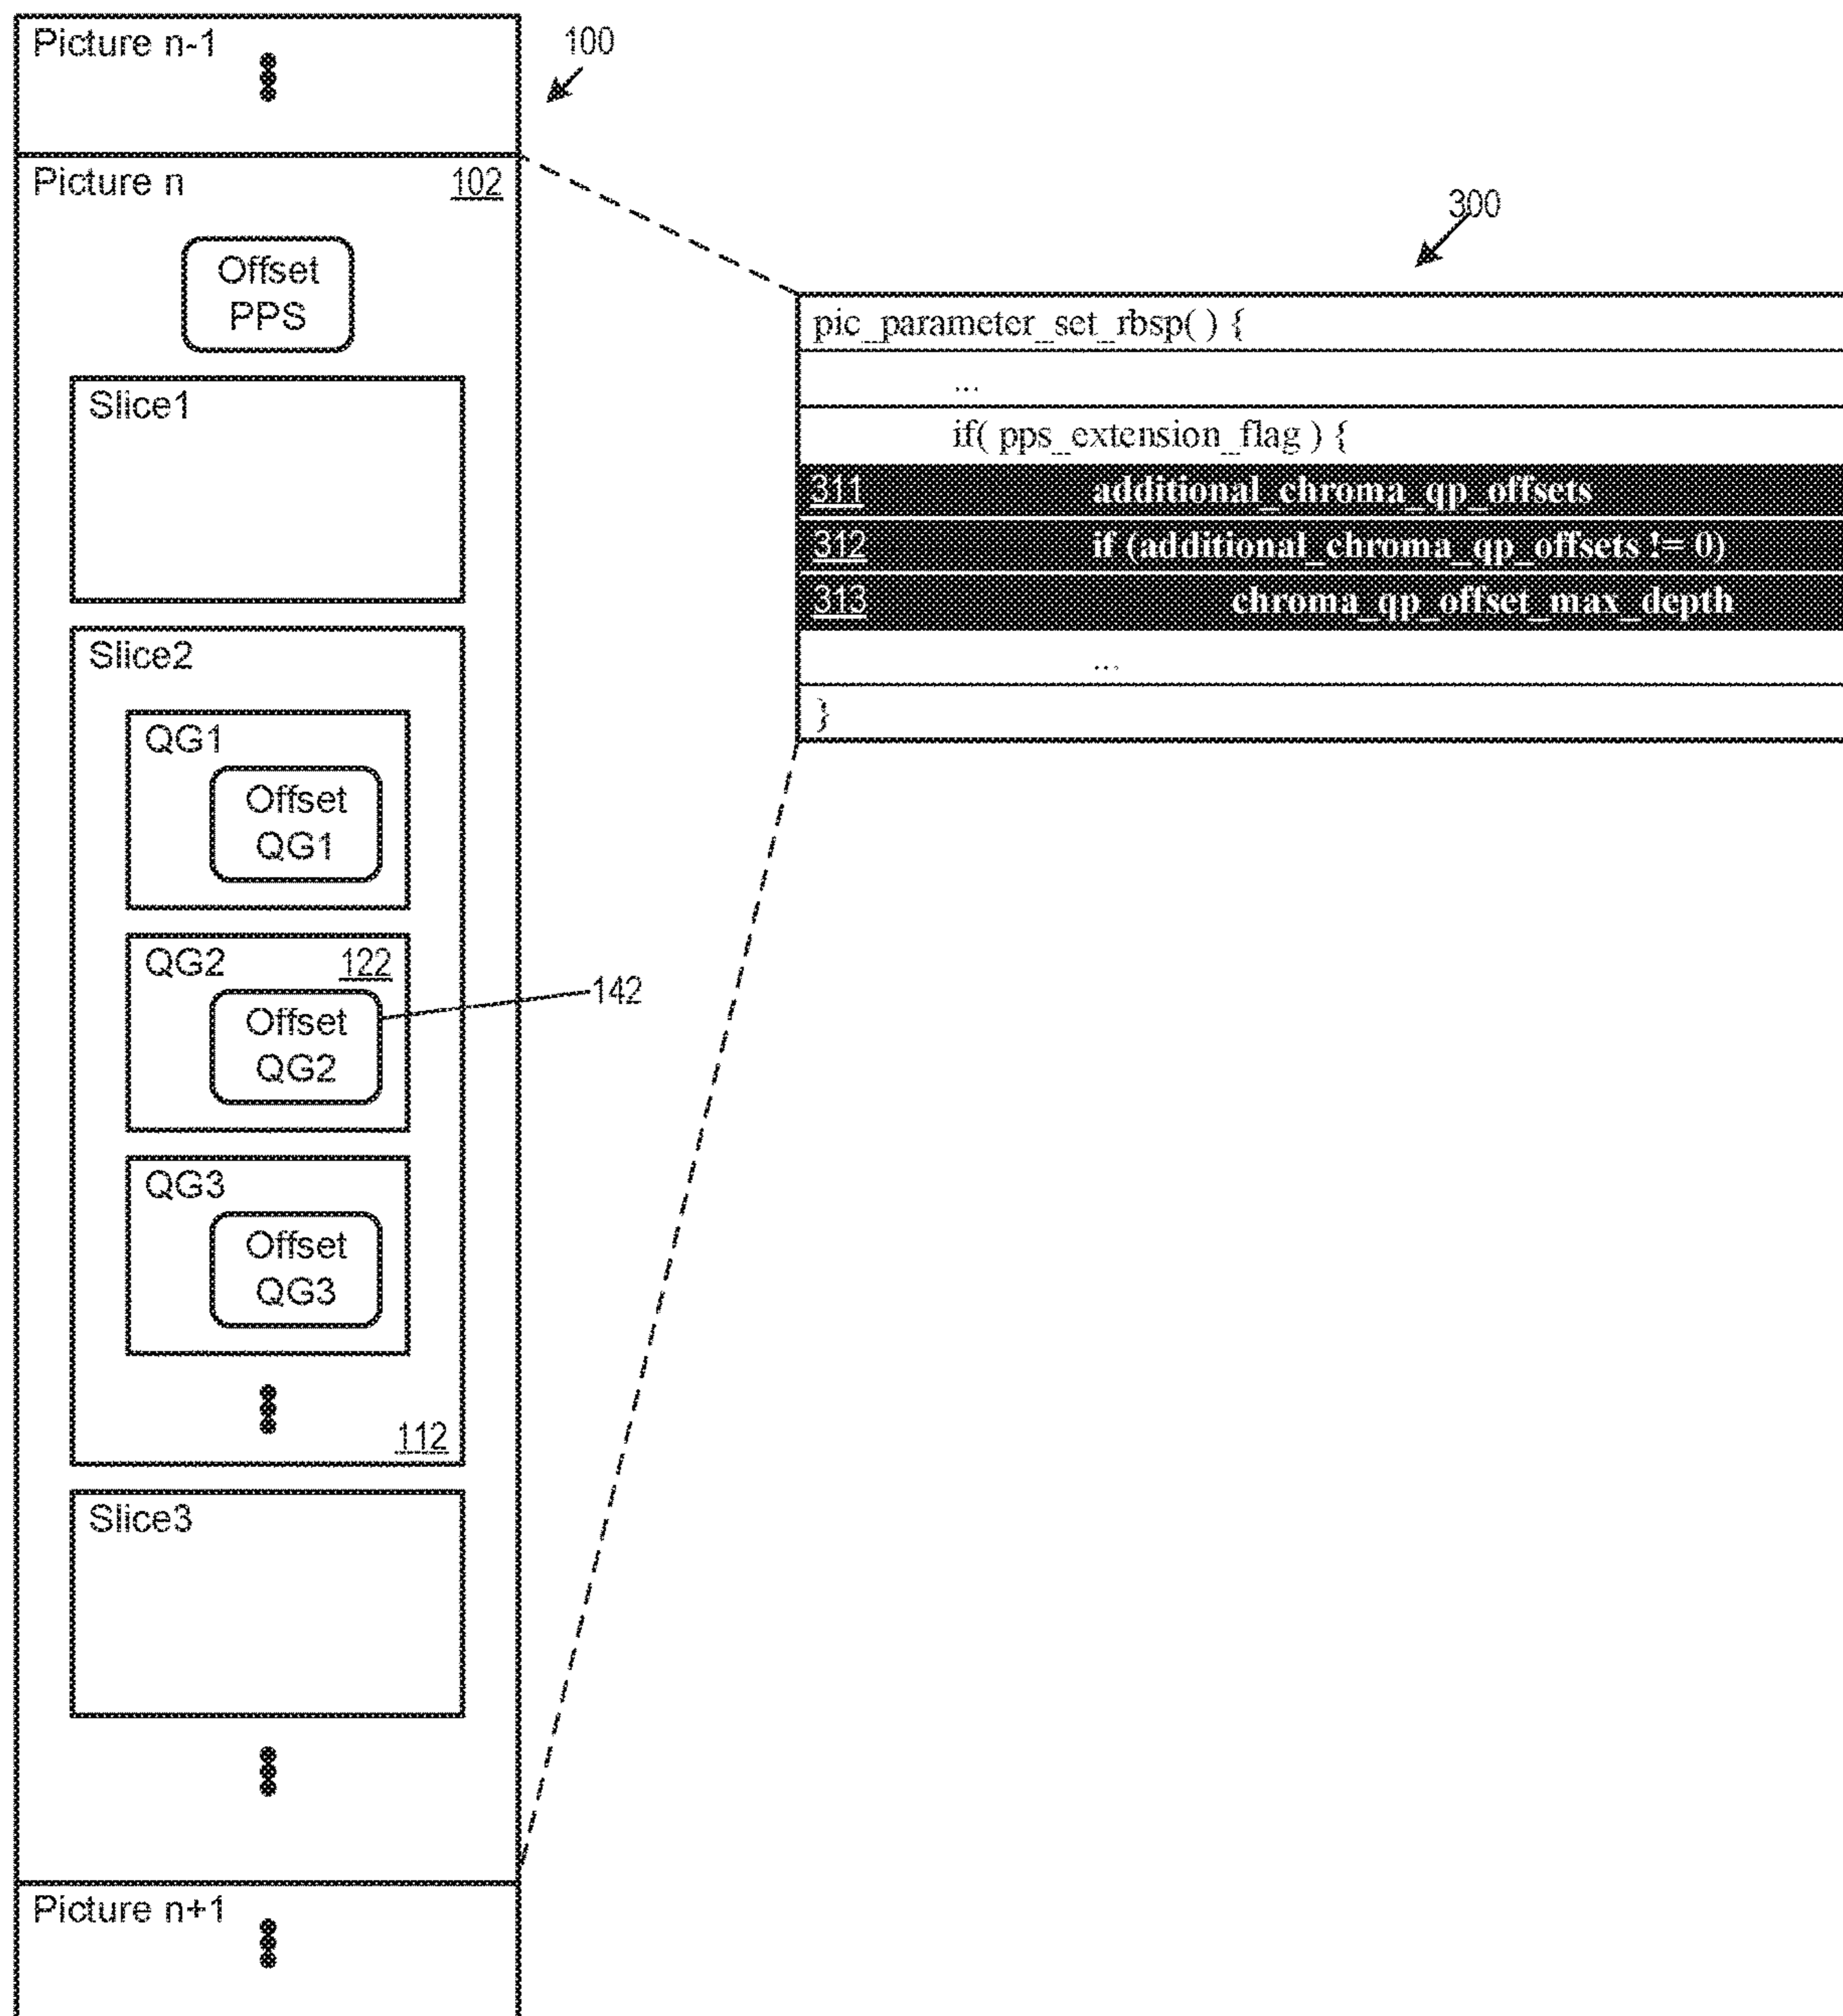 Picture n-1
100
Picture n
102
Offset
PPS
Slice1
Slice2
QG1
Offset
QG1
QG2
122
Offset
QG2
142
QG3
Offset
QG3
112
Slice3
Picture n+1
300
pic_parameter_set_rbsp( ) {
...
if( pps_extension_flag ) {
311 additional_chroma_qp_offsets
312 if (additional_chroma_qp_offsets != 0)
313 chroma_qp_offset_max_depth
...
}